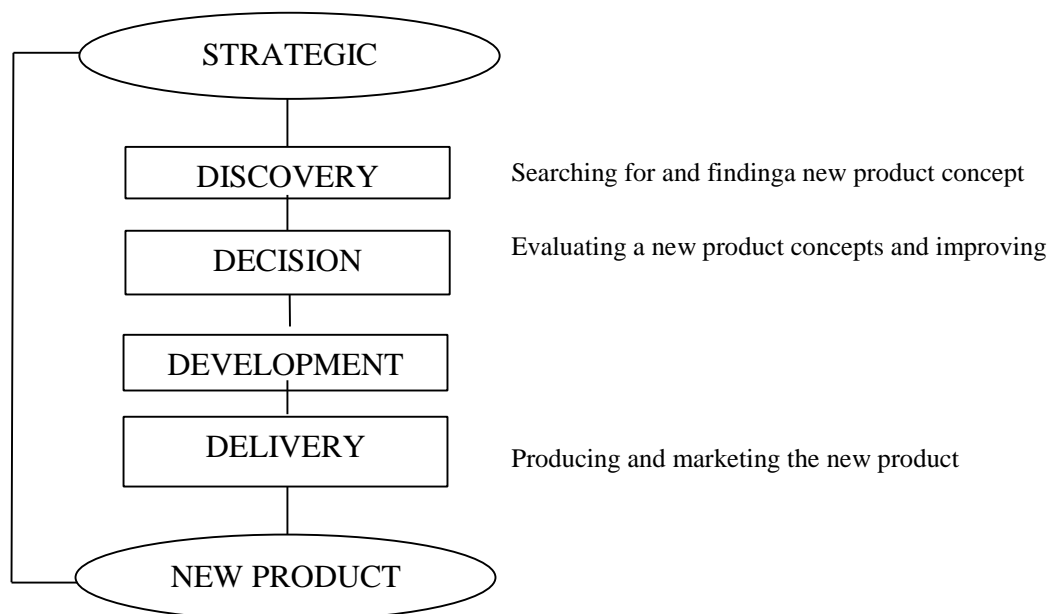 STRATEGIC
DISCOVERY
Searching for and findinga new product concept
DECISION
Evaluating a new product concepts and improving
DEVELOPMENT
DELIVERY
Producing and marketing the new product
NEW PRODUCT